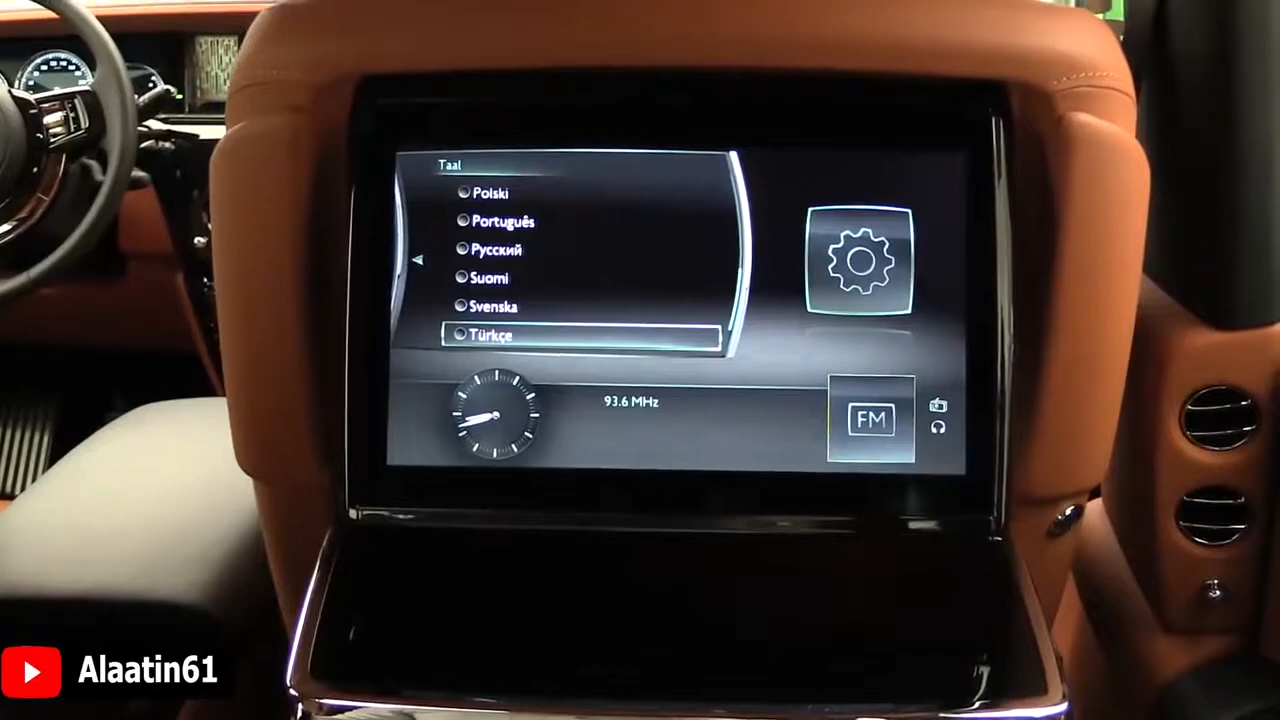 Taal
Polski
Português
Русский
Suomi
Svenska
Türkçe
93.6 MHz
FM
Alaatin61